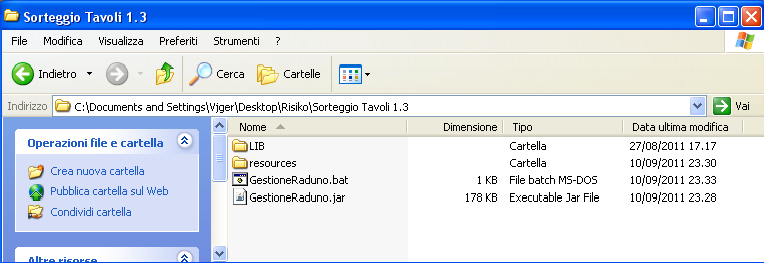 Sorteggio Tavoli 1.3
File Modifica Visualizza Preferiti Strumenti ?
Indietro Cerca Cartelle
Indirizzo C:\Documents and Settings\Vjger\Desktop\Risiko\Sorteggio Tavoli 1.3 Vai
Operazioni file e cartella
Crea nuova cartella
Pubblica cartella sul Web
Condividi cartella
Altre risorse
Nome Dimensione Tipo Data ultima modifica
LIB Cartella 27/08/2011 17.17
resources Cartella 10/09/2011 23.30
GestioneRaduno.bat 1 KB File batch MS-DOS 10/09/2011 23.33
GestioneRaduno.jar 178 KB Executable Jar File 10/09/2011 23.28